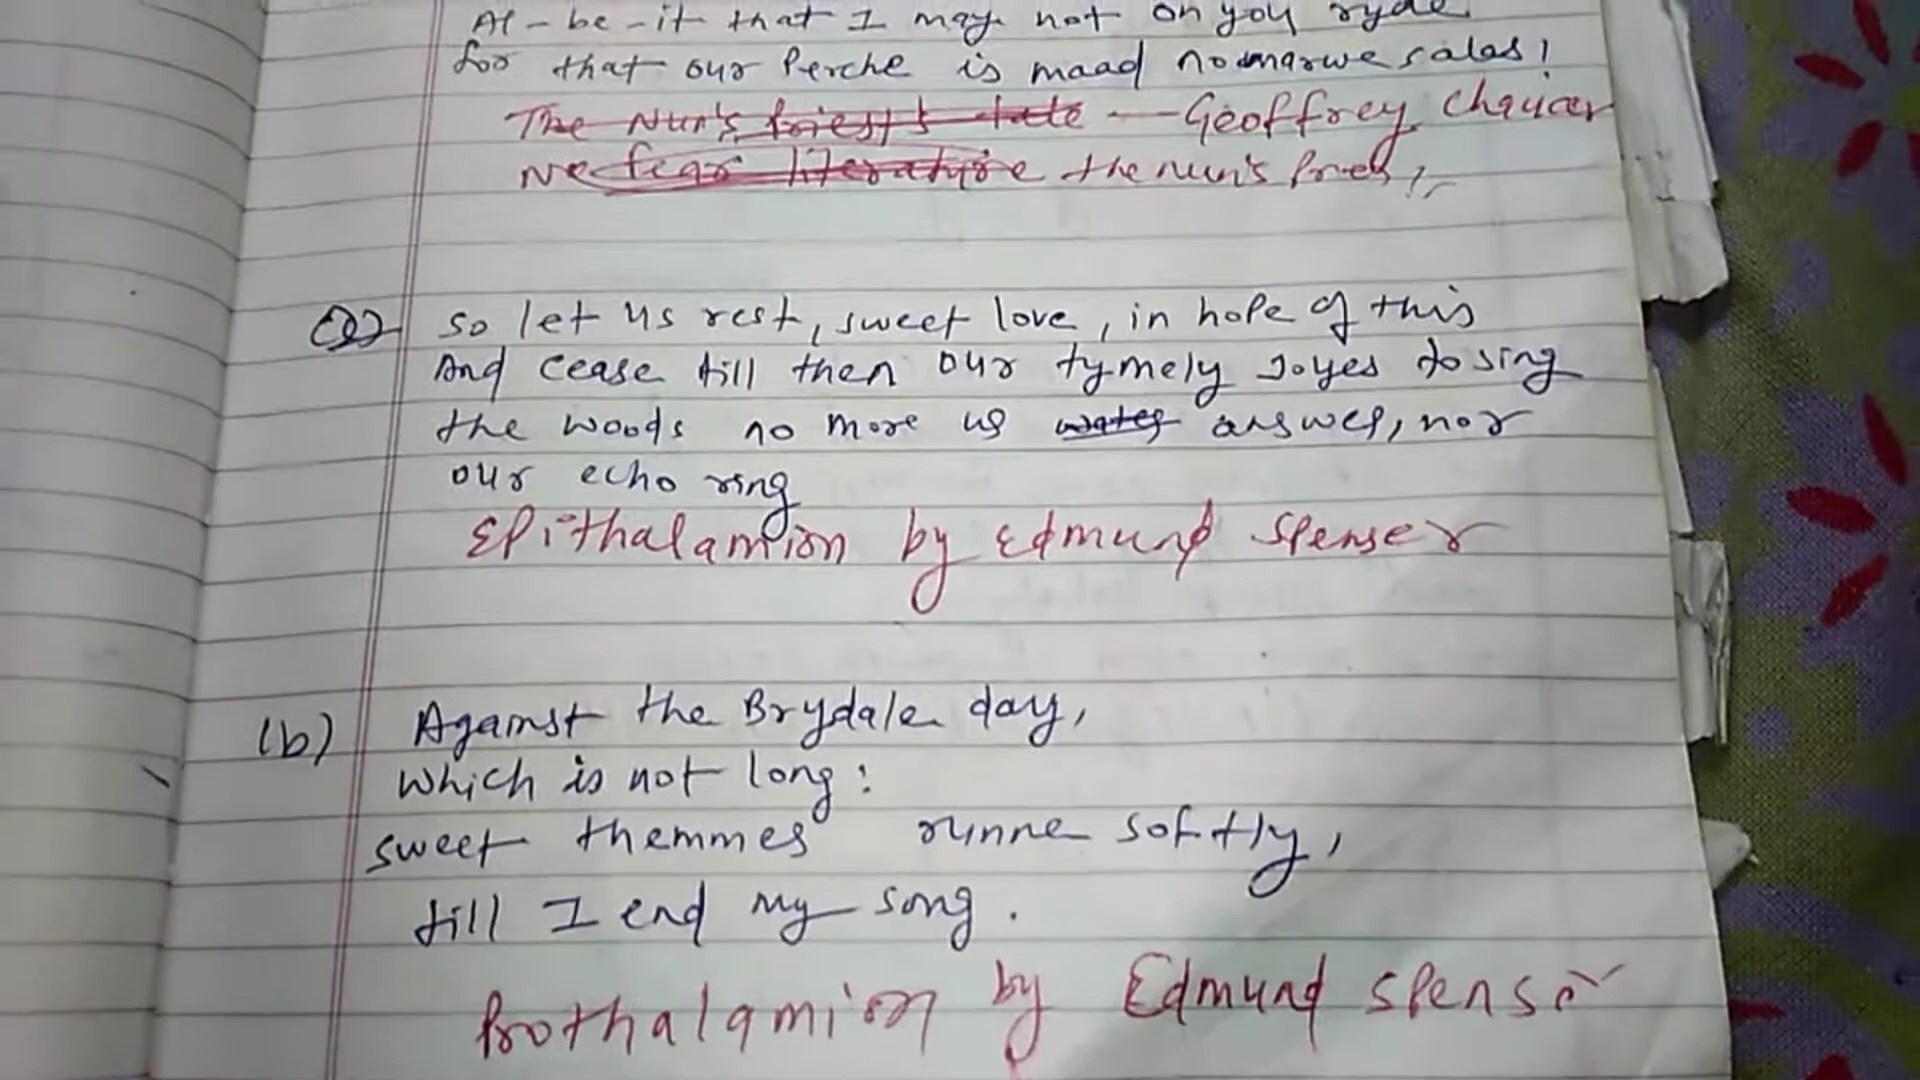 Al-be-it that I may not on you ryde
for that our Perche is maad
The Nun's Priest's tale - Geoffrey Chaucer
No fear literature the Nun's Pries
Q2 so let us rest, sweet love, in hope of this
And cease till then our tymely Joyes to sing
the woods no more us answer, nor
our echo ring
Epithalamion by Edmund Spenser
(b) Against the Brydale day,
which is not long:
sweet themmes runne softly,
till I end my song.
Prothalamion by Edmund Spenser